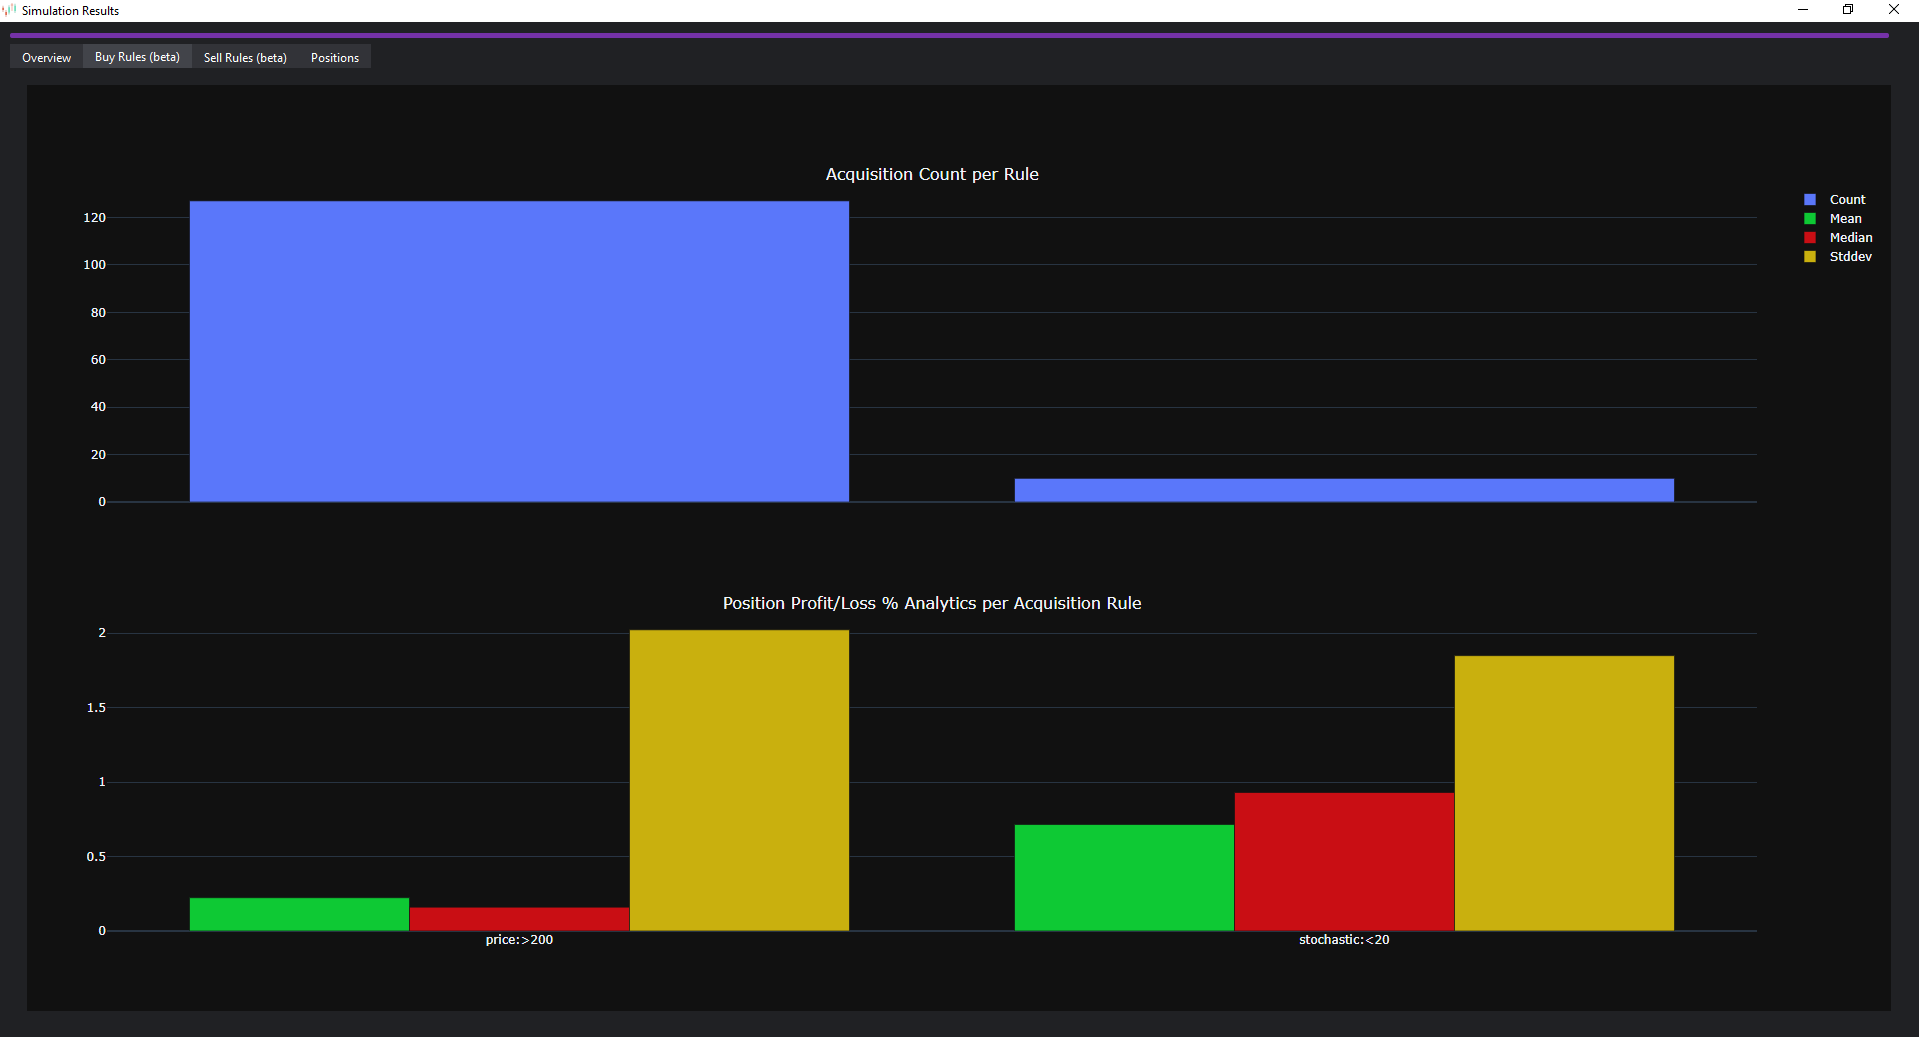 Simulation Results
Overview Buy Rules (beta) Sell Rules (beta) Positions
Acquisition Count per Rule
120
100
80
60
40
20
0
Count
Mean
Median
Stddev
Position Profit/Loss % Analytics per Acquisition Rule
2
1.5
1
0.5
0
price:>200 stochastic:<20